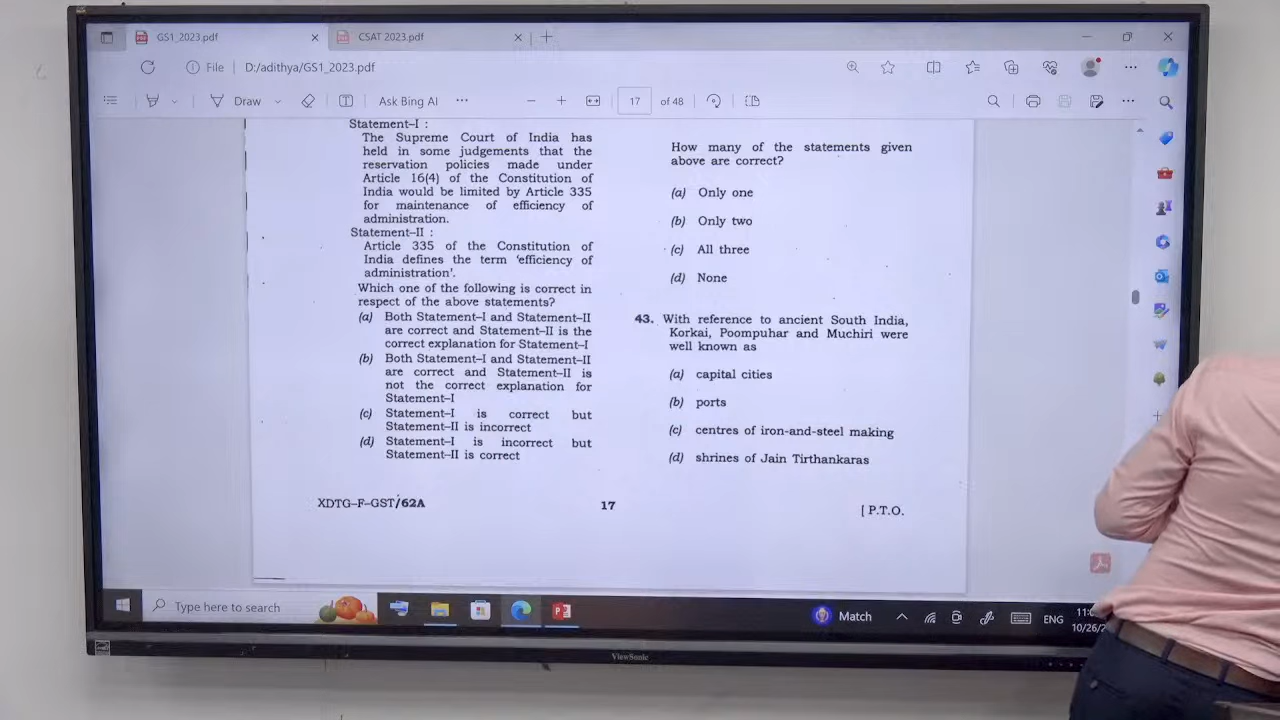 GS1_2023.pdf
CSAT 2023.pdf
File
D:/adithya/GS1_2023.pdf
Draw
Ask Bing AI
17
of 48
Statement–I :
The Supreme Court of India has
held in some judgements that the
reservation policies made under
Article 16(4) of the Constitution of
India would be limited by Article 335
for maintenance of efficiency of
administration.
Statement–II :
Article 335 of the Constitution of
India defines the term ‘efficiency of
administration’.
Which one of the following is correct in
respect of the above statements?
(a) Both Statement–I and Statement–II
are correct and Statement–II is the
correct explanation for Statement–I
(b) Both Statement–I and Statement–II
are correct and Statement–II is
not the correct explanation for
Statement–I
(c) Statement–I is correct but
Statement–II is incorrect
(d) Statement–I is incorrect but
Statement–II is correct
How many of the statements given
above are correct?
(a) Only one
(b) Only two
(c) All three
(d) None
43. With reference to ancient South India,
Korkai, Poompuhar and Muchiri were
well known as
(a) capital cities
(b) ports
(c) centres of iron-and-steel making
(d) shrines of Jain Tirthankaras
XDTG–F–GST/62A
17
[ P.T.O.
Type here to search
Match
ENG
ViewSonic